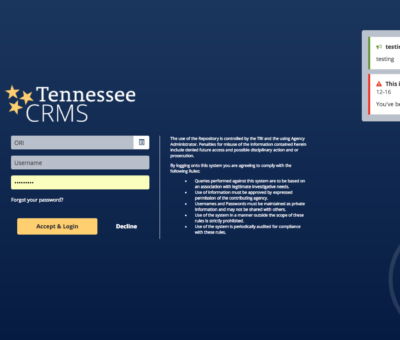 testin
testing
This i
12-16
You've be
Tennessee
CRMS
ORI
Username
•••••••••
Forgot your password?
Accept & Login
Decline
The use of the Repository is controlled by the TBI and the using Agency
Administrator. Penalties for misuse of the information contained herein
include denied future access and possible disciplinary action and or
prosecution.
By logging onto this system you are agreeing to comply with the
following Rules:
• Queries performed against this system are to be based on
an association with legitimate investigative needs.
• Use of information must be approved by expressed
permission of the contributing agency.
• Usernames and Passwords must be maintained as private
information and may not be shared with others.
• Use of the system in a manner outside the scope of these
rules is strictly prohibited.
• Use of the system is periodically audited for compliance
with these rules.